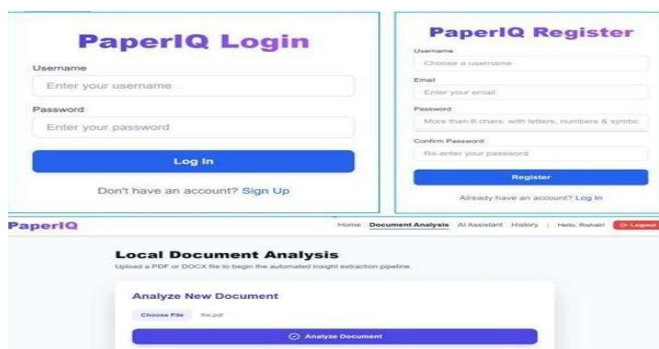 PaperIQ Login
Username
Enter your username
Password
Enter your password
Log In
Don't have an account? Sign Up
PaperIQ Register
Username
Choose a username
Email
Enter your email
Password
More than 8 chars, with letters, numbers & symbo
Confirm Password
Re-enter your password
Register
Already have an account? Log In
PaperIQ Home Document Analysis AI Assistant History | Hello, Logout
Local Document Analysis
Upload a PDF or DOCX file to begin the automated insight extraction pipeline.
Analyze New Document
Choose File file.pdf
Analyze Document